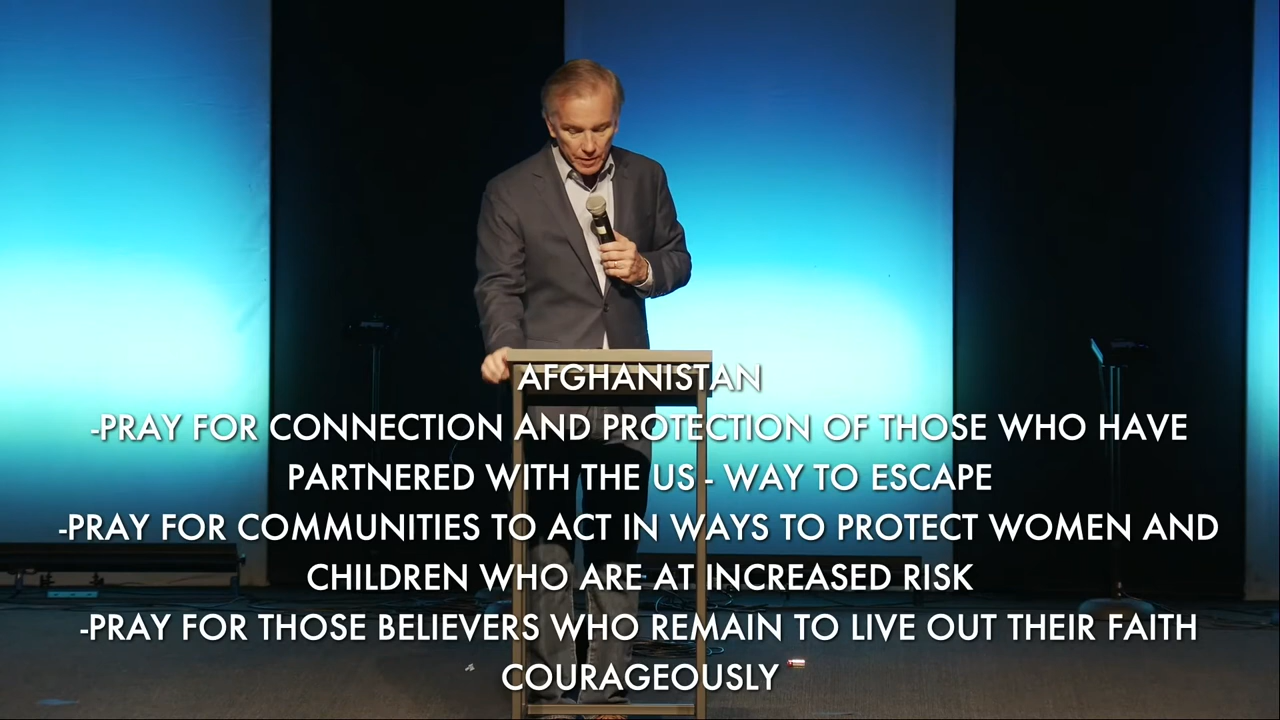 AFGHANISTAN
-PRAY FOR CONNECTION AND PROTECTION OF THOSE WHO HAVE
PARTNERED WITH THE US - WAY TO ESCAPE
-PRAY FOR COMMUNITIES TO ACT IN WAYS TO PROTECT WOMEN AND
CHILDREN WHO ARE AT INCREASED RISK
-PRAY FOR THOSE BELIEVERS WHO REMAIN TO LIVE OUT THEIR FAITH
COURAGEOUSLY